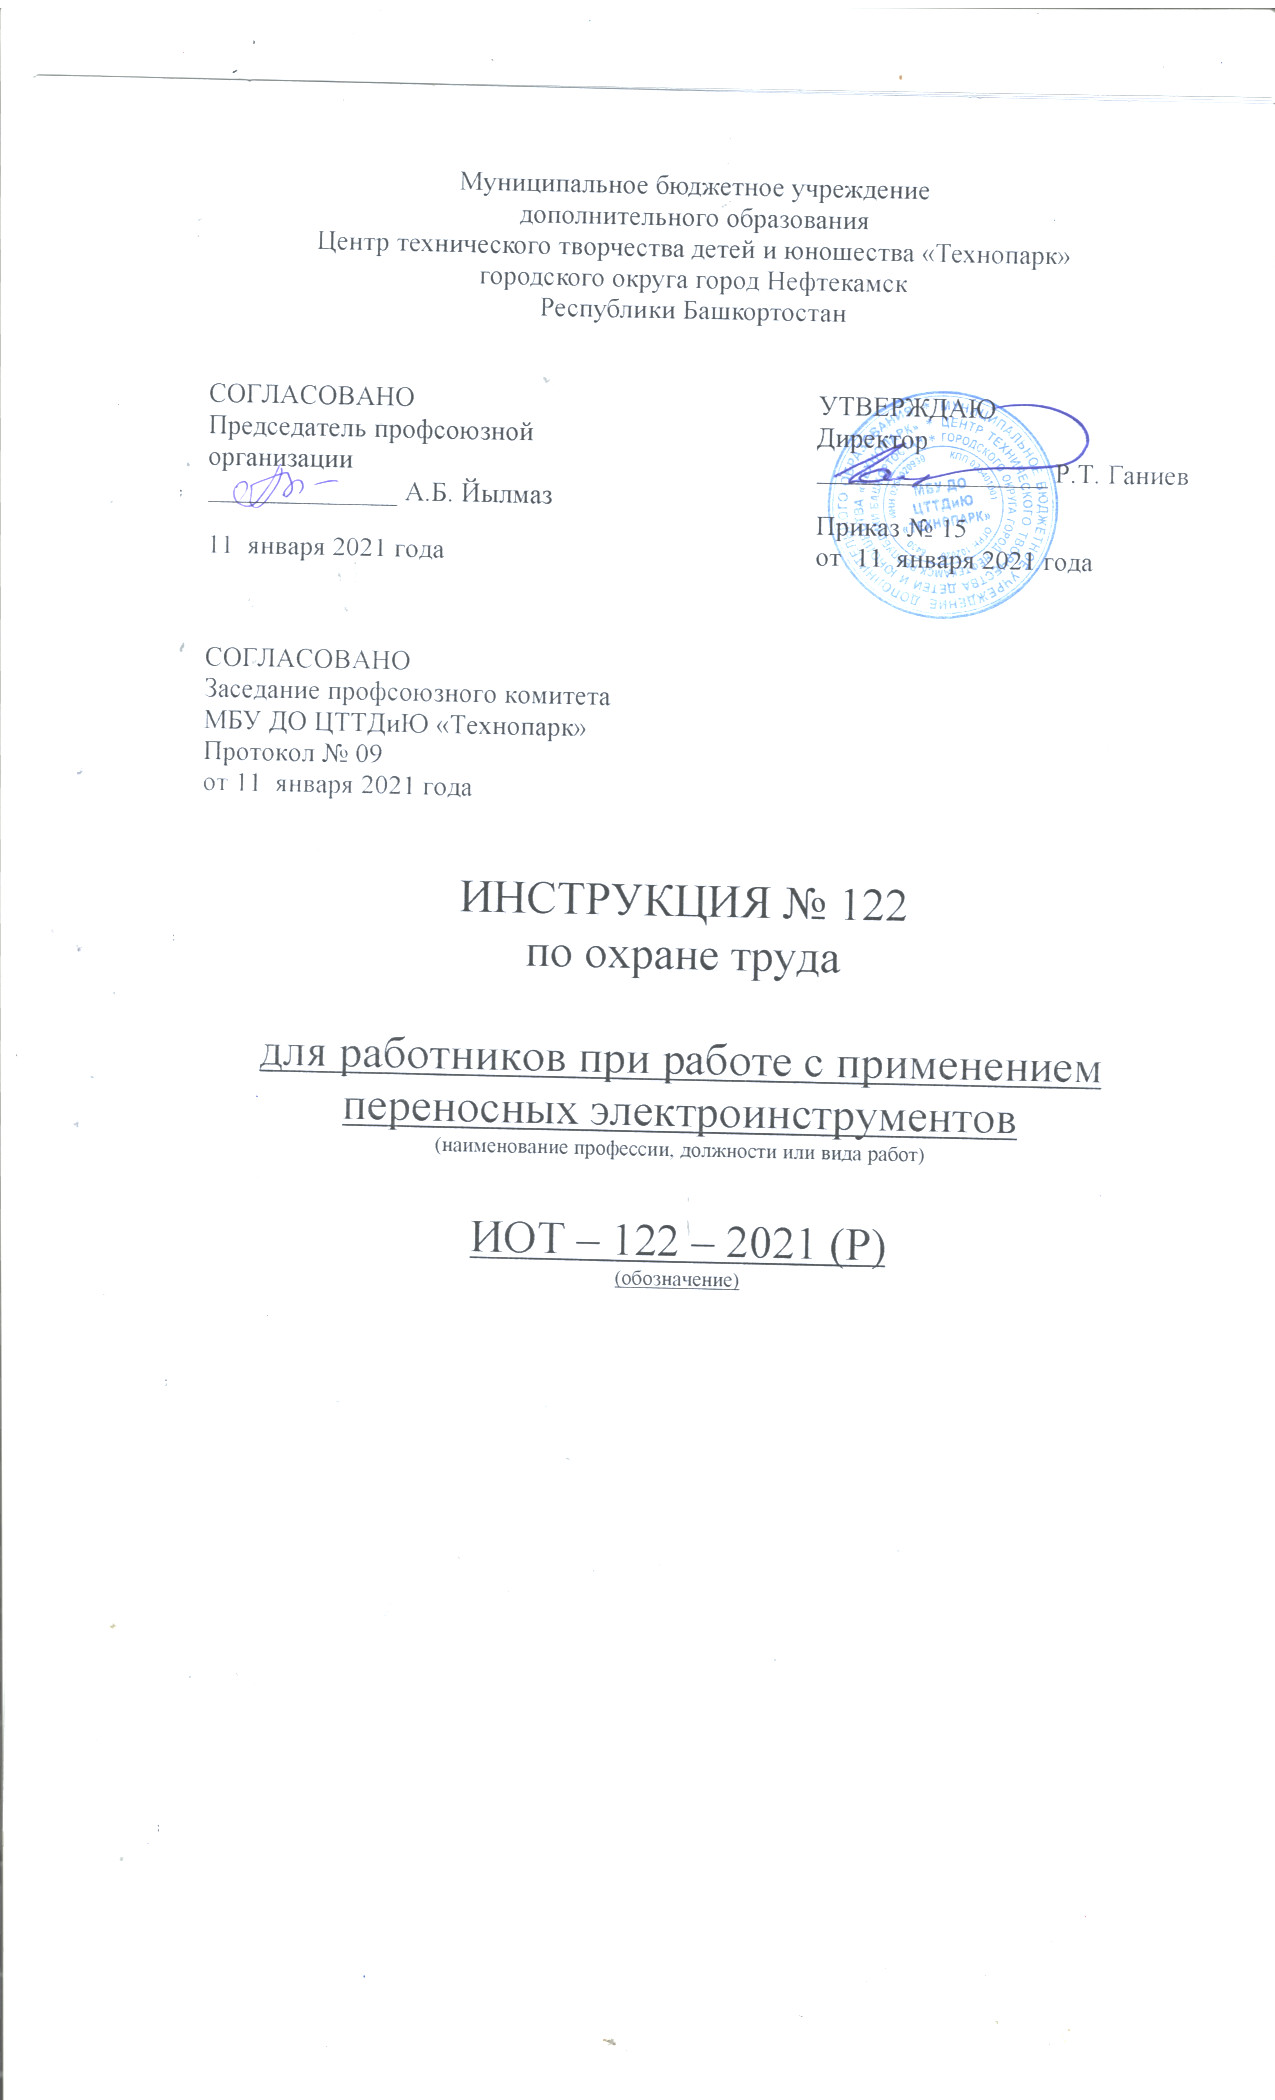 Муниципальное бюджетное учреждение
дополнительного образования
Центр технического творчества детей и юношества «Технопарк»
городского округа город Нефтекамск
Республики Башкортостан
СОГЛАСОВАНО
Председатель профсоюзной
организации
А.Б. Йылмаз
11 января 2021 года
УТВЕРЖДАЮ
Директор
Р.Т. Ганиев
Приказ № 15
от 11 января 2021 года
МБУ ДО
ЦТТДиЮ
«ТЕХНОПАРК»
СОГЛАСОВАНО
Заседание профсоюзного комитета
МБУ ДО ЦТТДиЮ «Технопарк»
Протокол № 09
от 11 января 2021 года
ИНСТРУКЦИЯ № 122
по охране труда
для работников при работе с применением
переносных электроинструментов
(наименование профессии, должности или вида работ)
ИОТ – 122 – 2021 (Р)
(обозначение)